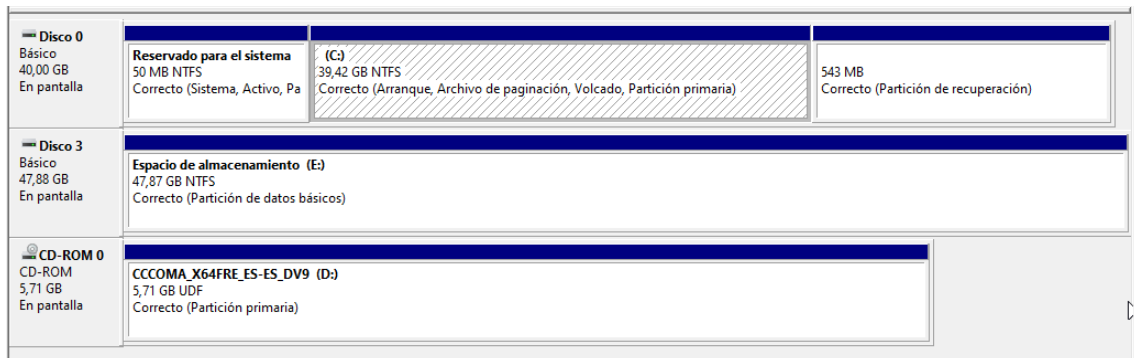 Disco 0
Básico
40,00 GB
En pantalla
Reservado para el sistema
50 MB NTFS
Correcto (Sistema, Activo, Pa
(C:)
39,42 GB NTFS
Correcto (Arranque, Archivo de paginación, Volcado, Partición primaria)
543 MB
Correcto (Partición de recuperación)
Disco 3
Básico
47,88 GB
En pantalla
Espacio de almacenamiento (E:)
47,87 GB NTFS
Correcto (Partición de datos básicos)
CD-ROM 0
CD-ROM
5,71 GB
En pantalla
CCCOMA_X64FRE_ES-ES_DV9 (D:)
5,71 GB UDF
Correcto (Partición primaria)